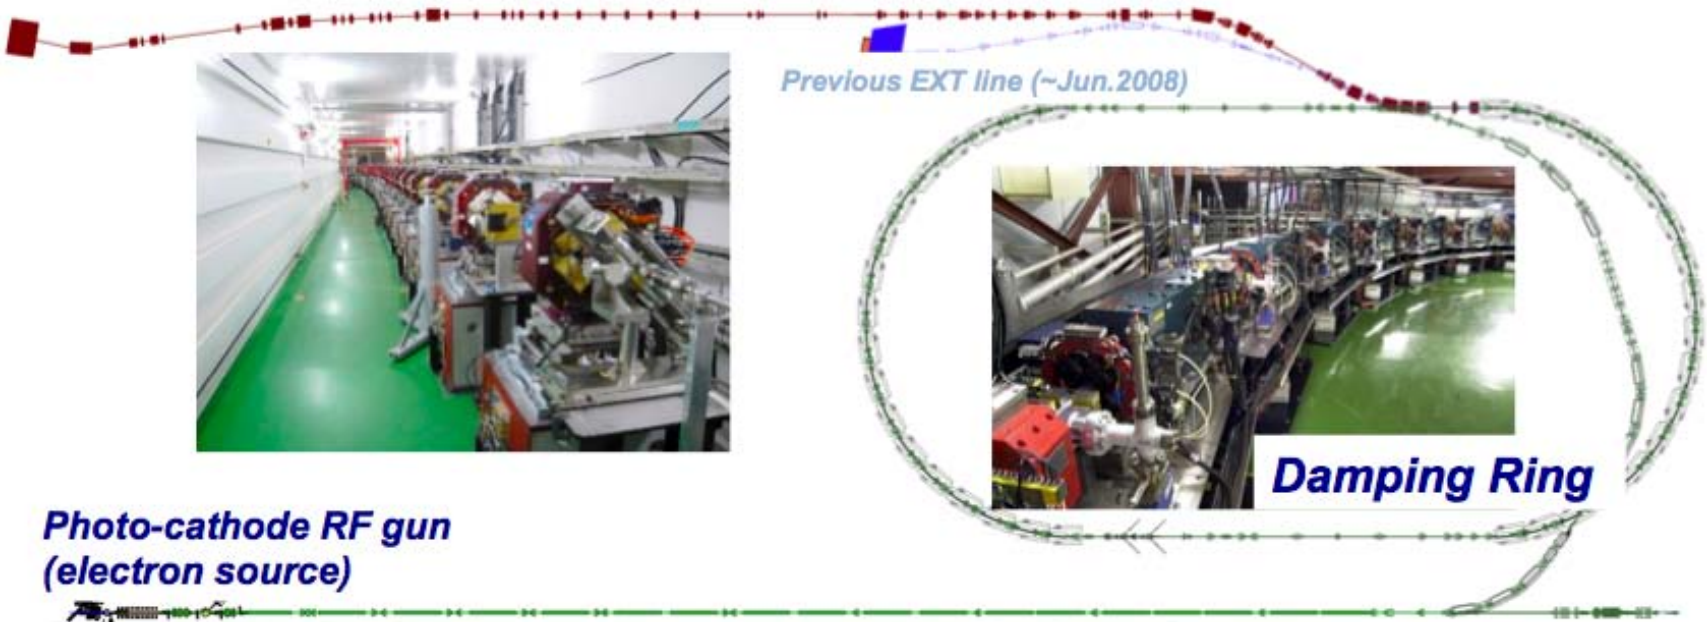 Previous EXT line (~Jun.2008)
Damping Ring
Photo-cathode RF gun
(electron source)